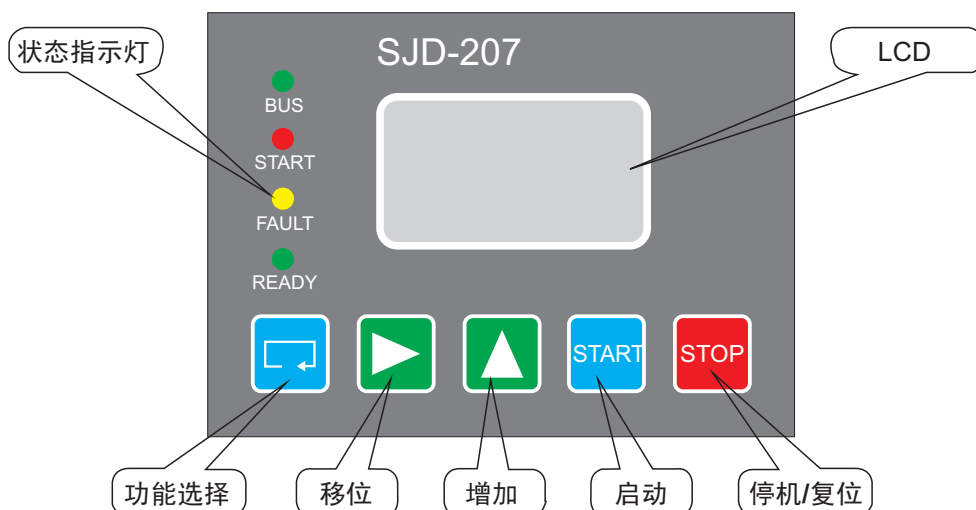 状态指示灯
SJD-207
LCD
BUS
START
FAULT
READY
START
STOP
功能选择
移位
增加
启动
停机/复位